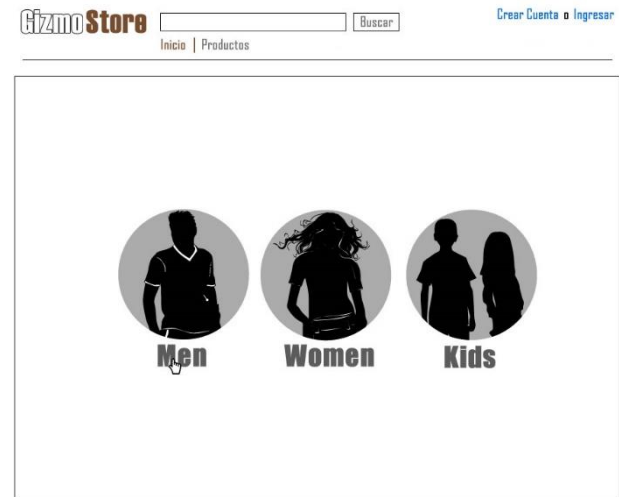 GizmoStore Buscar Crear Cuenta o Ingresar
Inicio | Productos
Men Women Kids